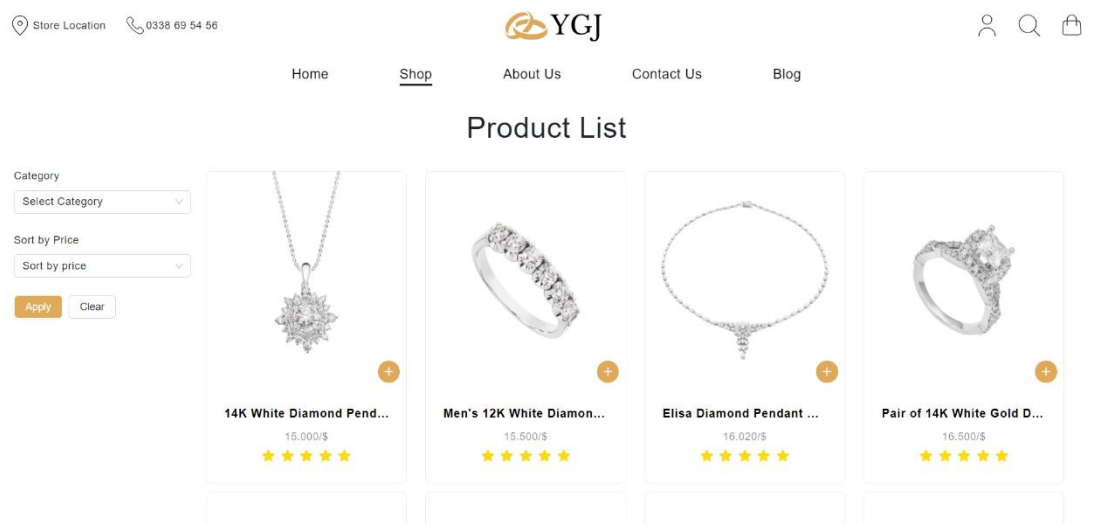 Store Location 0338 69 54 56 YGJ
Home Shop About Us Contact Us Blog
Product List
Category
Select Category
Sort by Price
Sort by price
Apply Clear
14K White Diamond Pend... Men's 12K White Diamon... Elisa Diamond Pendant ... Pair of 14K White Gold D...
15.000/$ 15.500/$ 16.020/$ 16.500/$